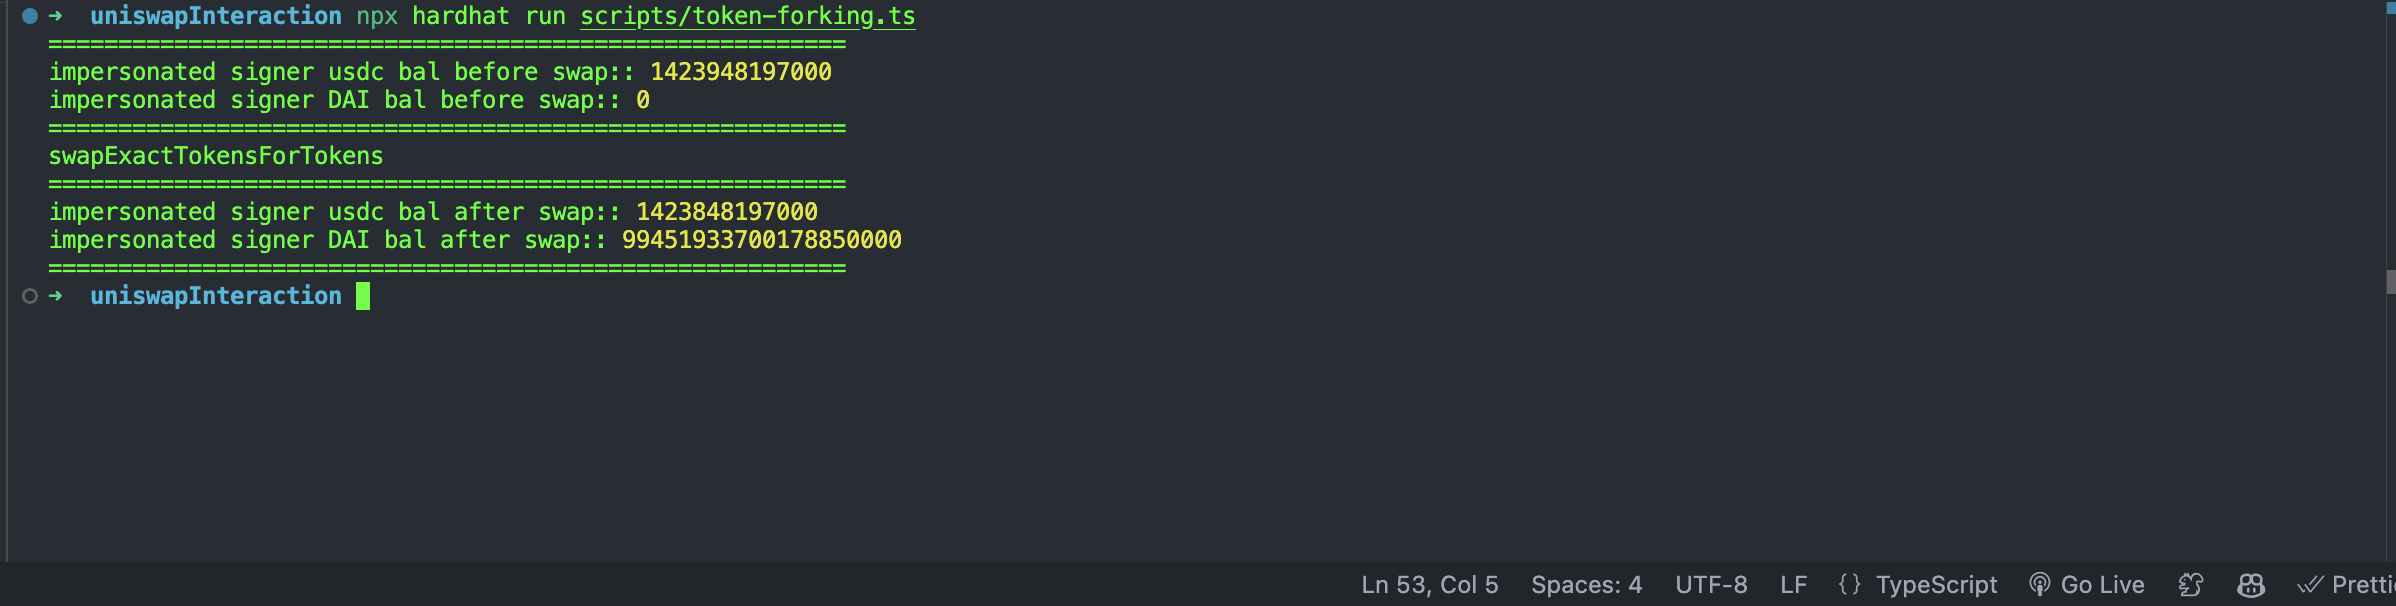 ➜ uniswapInteraction npx hardhat run scripts/token-forking.ts
=========================================================
impersonated signer usdc bal before swap:: 1423948197000
impersonated signer DAI bal before swap:: 0
=========================================================
swapExactTokensForTokens
=========================================================
impersonated signer usdc bal after swap:: 1423848197000
impersonated signer DAI bal after swap:: 99451933700178850000
=========================================================
➜ uniswapInteraction
Ln 53, Col 5 Spaces: 4 UTF-8 LF {} TypeScript Go Live Pretti